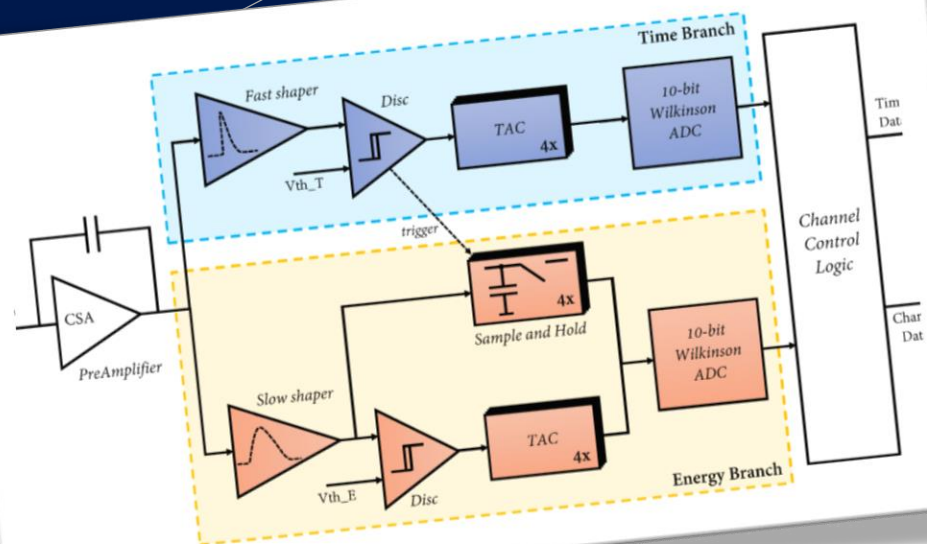 Time Branch
Fast shaper
Disc
TAC
4x
10-bit
Wilkinson
ADC
Vth_T
trigger
CSA
PreAmplifier
4x
Sample and Hold
Slow shaper
Vth_E
Disc
TAC
4x
10-bit
Wilkinson
ADC
Energy Branch
Channel
Control
Logic
Tim
Dat
Char
Dat